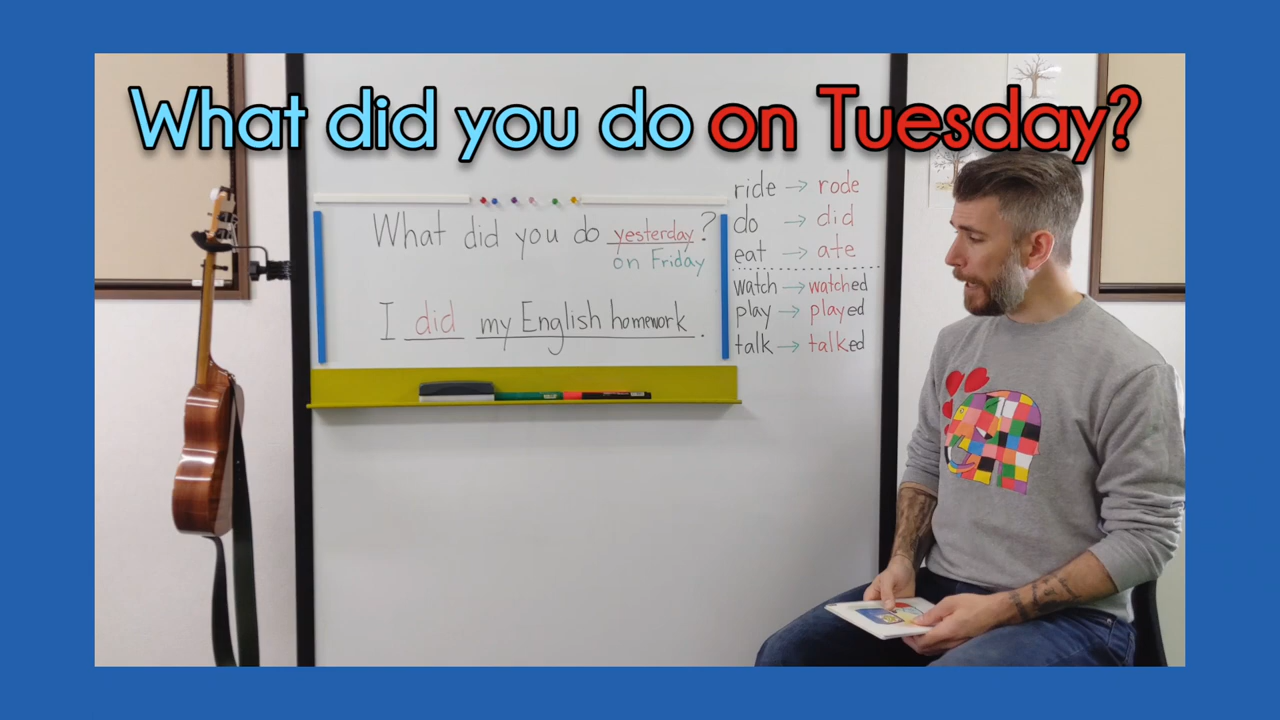 What did you do on Tuesday?
What did you do yesterday?
on Friday
I did my English homework.
ride → rode
do → did
eat → ate
watch → watched
play → played
talk → talked